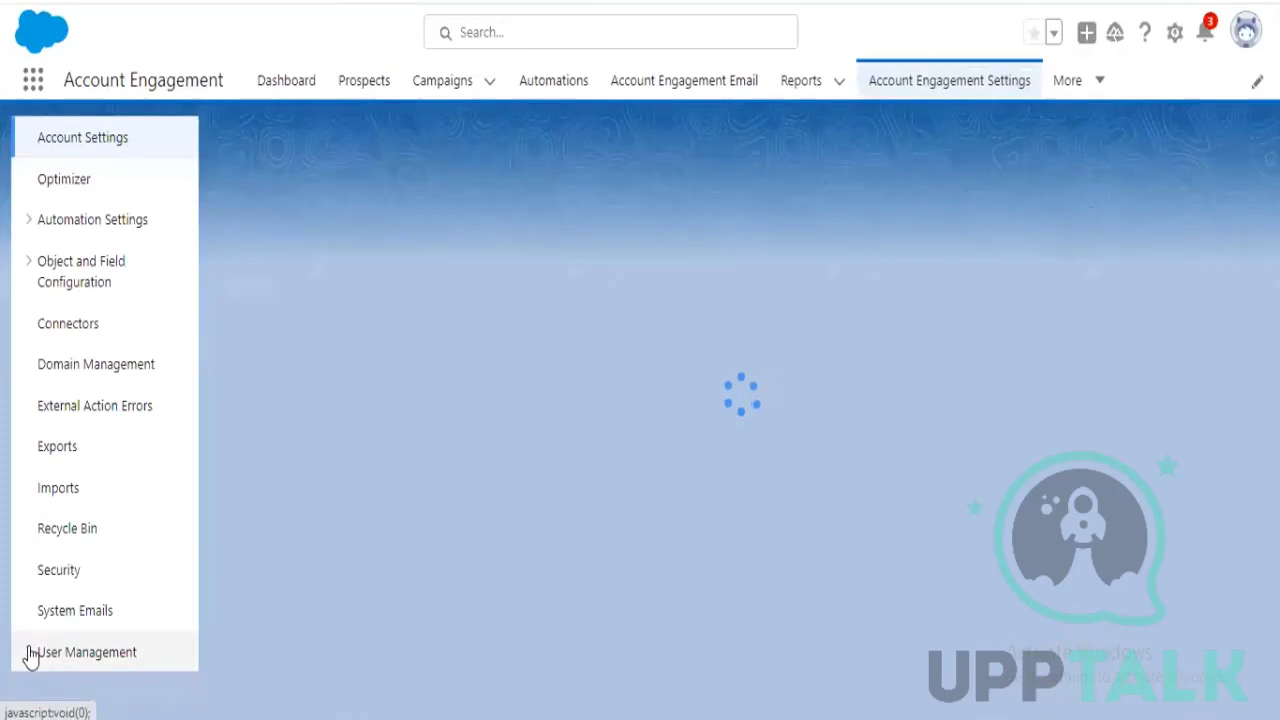 Search...
3
Account Engagement
Dashboard
Prospects
Campaigns
Automations
Account Engagement Email
Reports
Account Engagement Settings
More
Account Settings
Optimizer
Automation Settings
Object and Field
Configuration
Connectors
Domain Management
External Action Errors
Exports
Imports
Recycle Bin
Security
System Emails
User Management
UPPTALK
javascript:void(0);